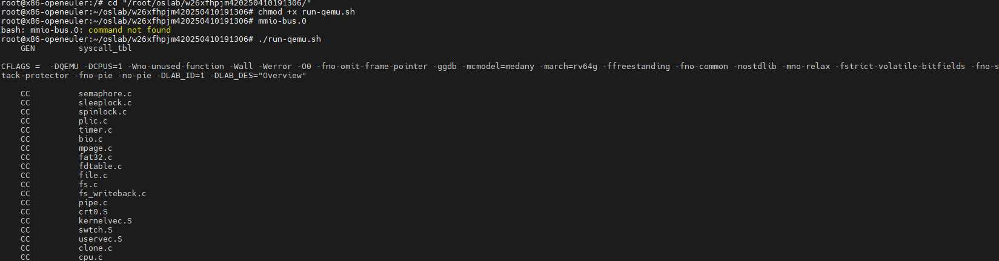 root@x86-openeuler:/# cd "/root/oslab/w26xfhpjm420250410191306/"
root@x86-openeuler:~/oslab/w26xfhpjm420250410191306# chmod +x run-qemu.sh
root@x86-openeuler:~/oslab/w26xfhpjm420250410191306# mmio-bus.0
bash: mmio-bus.0: command not found
root@x86-openeuler:~/oslab/w26xfhpjm420250410191306# ./run-qemu.sh
GEN syscall_tbl
CFLAGS = -DQEMU -DCPUS=1 -Wno-unused-function -Wall -Werror -O0 -fno-omit-frame-pointer -ggdb -mcmodel=medany -march=rv64g -ffreestanding -fno-common -nostdlib -mno-relax -fstrict-volatile-bitfields -fno-s
tack-protector -fno-pie -no-pie -DLAB_ID=1 -DLAB_DES="Overview"
CC semaphore.c
CC sleeplock.c
CC spinlock.c
CC plic.c
CC timer.c
CC bio.c
CC mpage.c
CC fat32.c
CC fdtable.c
CC file.c
CC fs.c
CC fs_writeback.c
CC pipe.c
CC crt0.S
CC kernelvec.S
CC swtch.S
CC uservec.S
CC clone.c
CC cpu.c